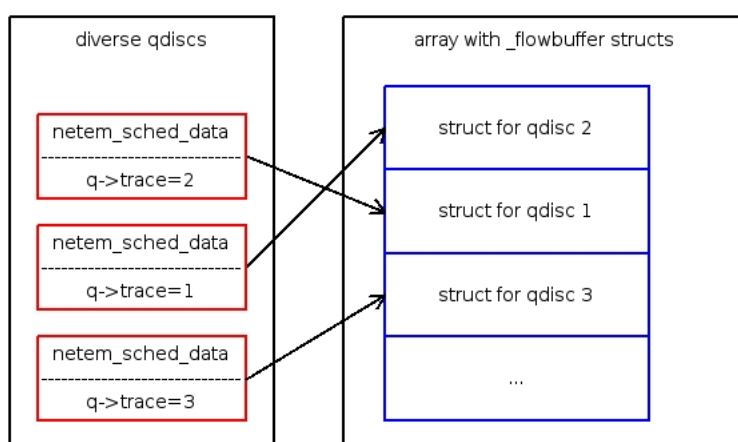 diverse qdiscs
netem_sched_data
q->trace=2
netem_sched_data
q->trace=1
netem_sched_data
q->trace=3
array with _flowbuffer structs
struct for qdisc 2
struct for qdisc 1
struct for qdisc 3
...